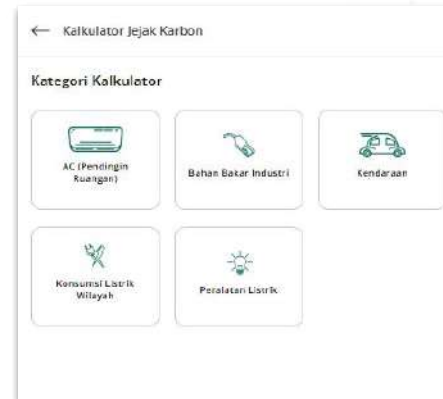 Kalkulator Jejak Karbon
Kategori Kalkulator
AC (Pendingin
Ruangan)
Bahan Bakar Industri
Kendaraan
Konsumsi Listrik
Wilayah
Peralatan Listrik